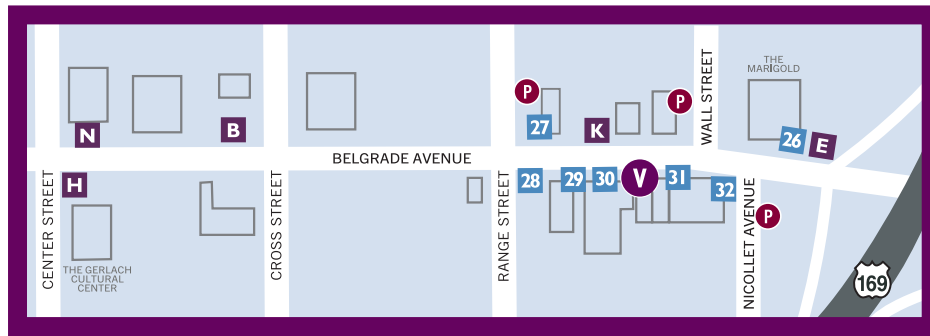 THE
MARIGOLD
WALL STREET
P
P
27
K
26
E
N
B
BELGRADE AVENUE
H
28
29
30
V
31
32
CENTER STREET
CROSS STREET
RANGE STREET
NICOLLET AVENUE
P
THE GERLACH
CULTURAL
CENTER
169